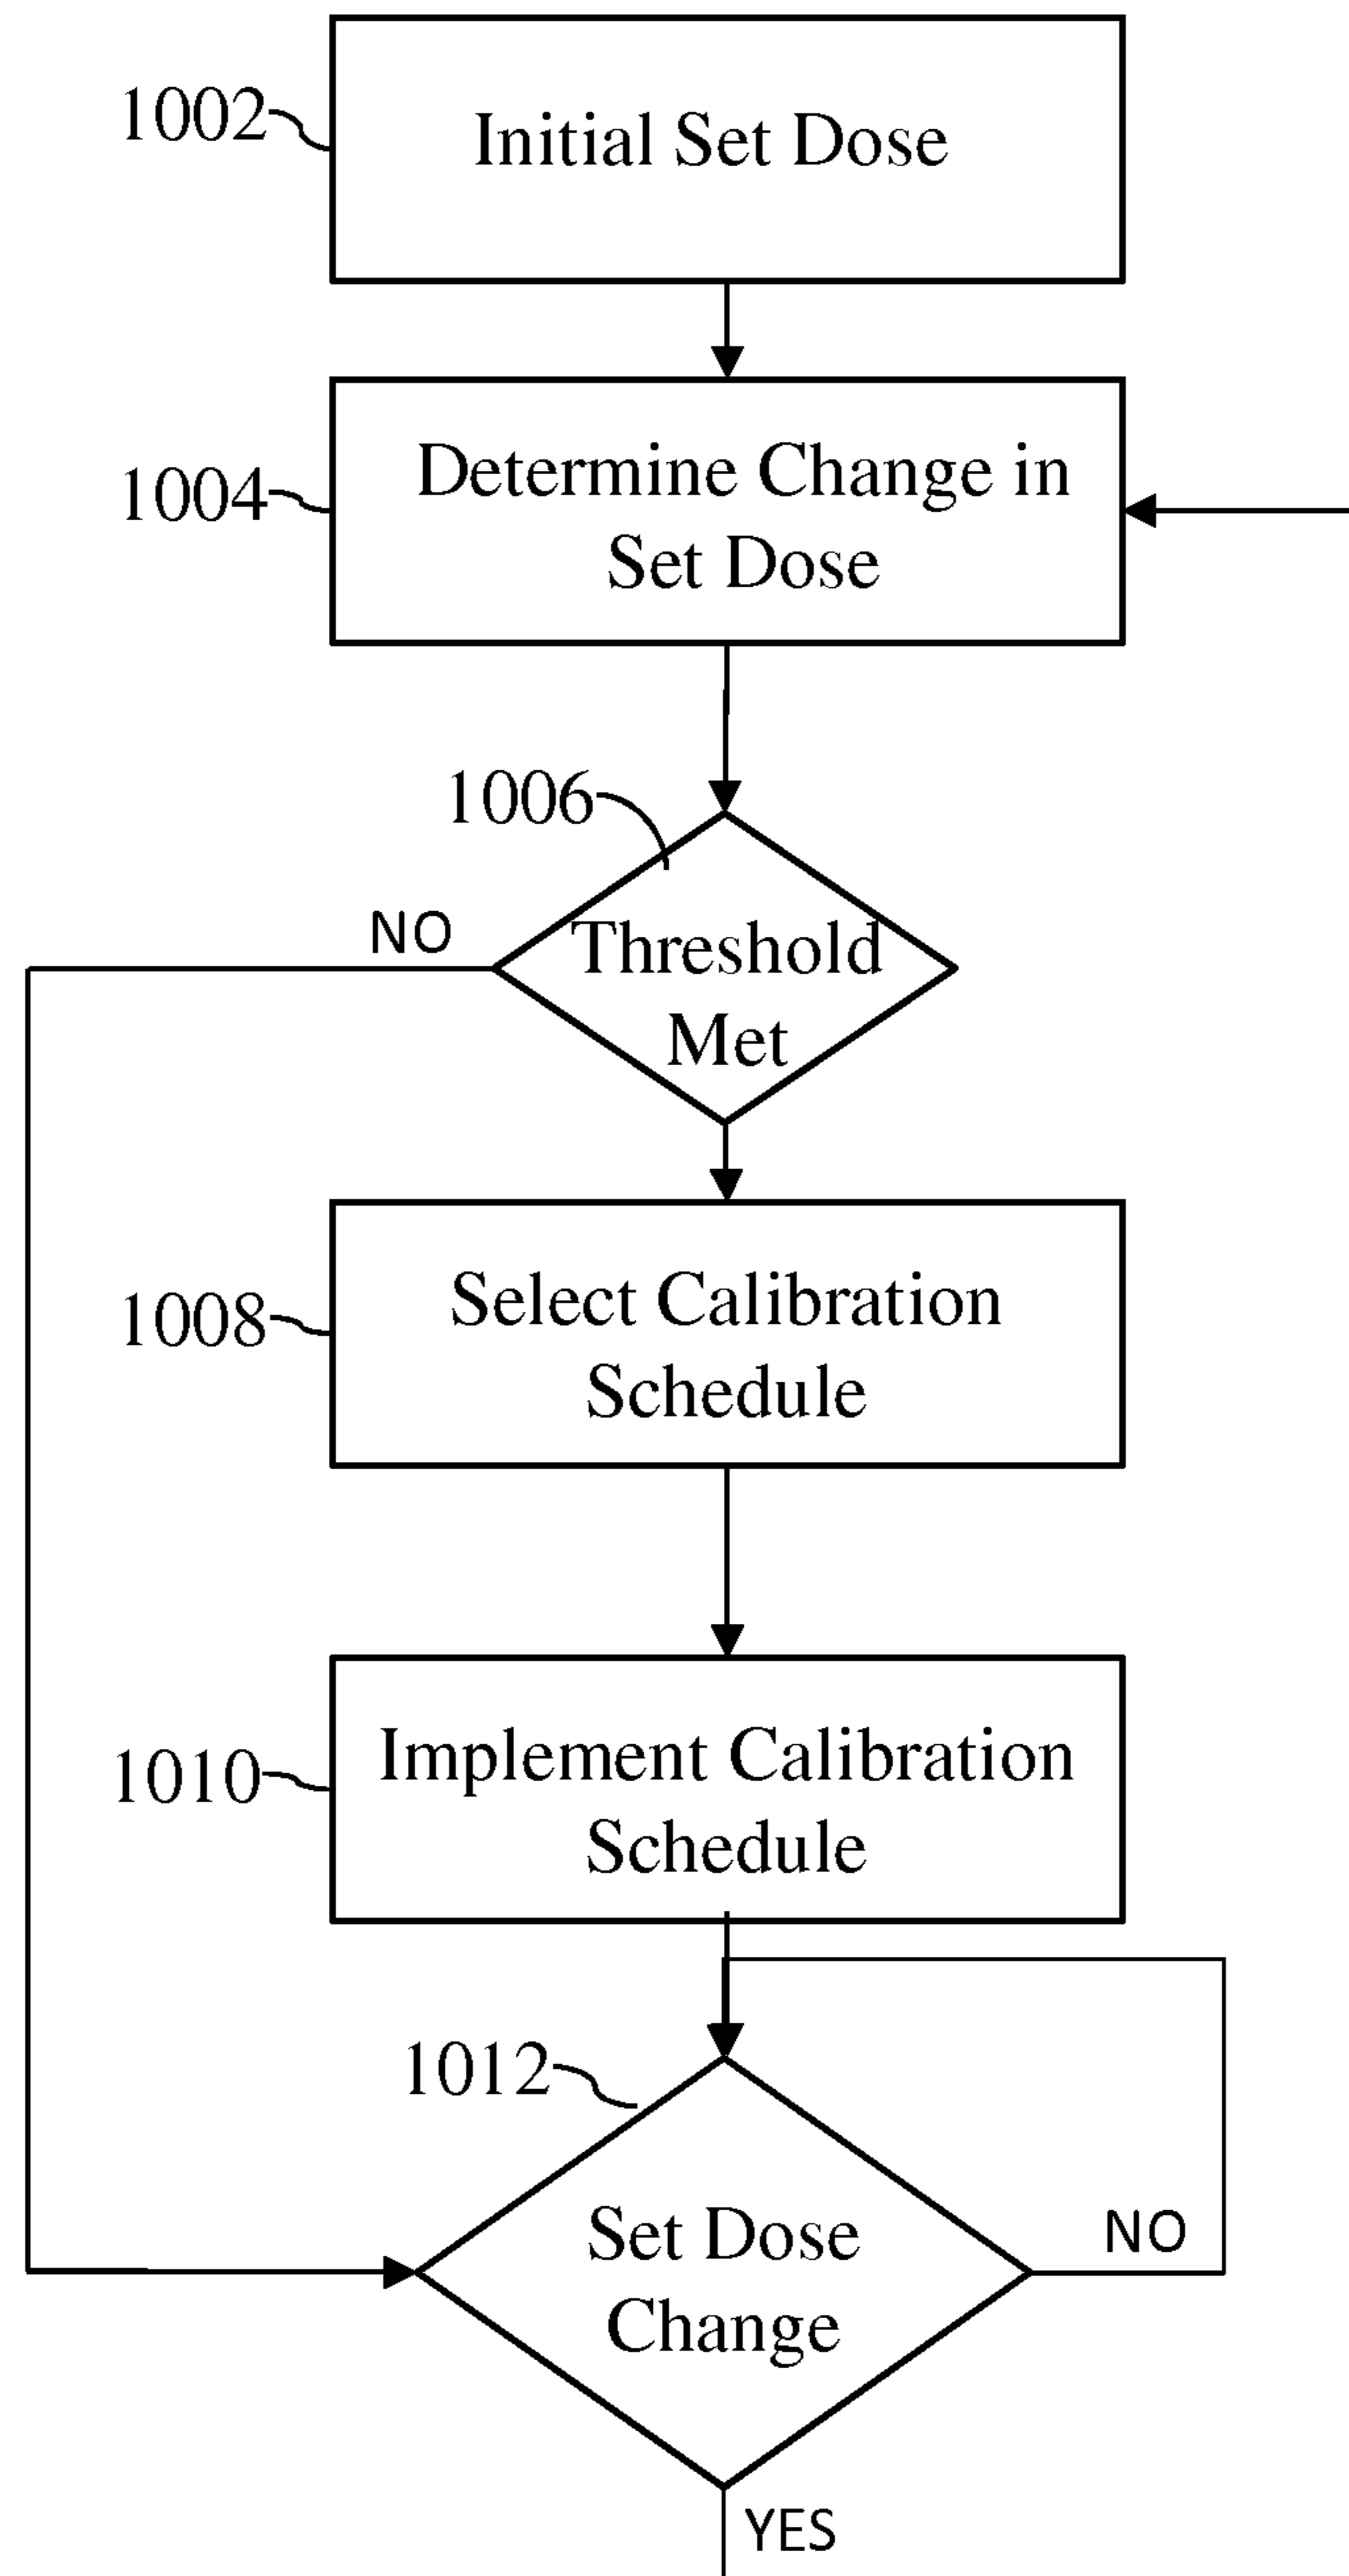 1002
Initial Set Dose
1004
Determine Change in
Set Dose
1006
NO
Threshold
Met
1008
Select Calibration
Schedule
1010
Implement Calibration
Schedule
1012
Set Dose
Change
NO
YES